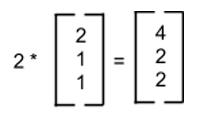 2 * [2 1 1] = [4 2 2]